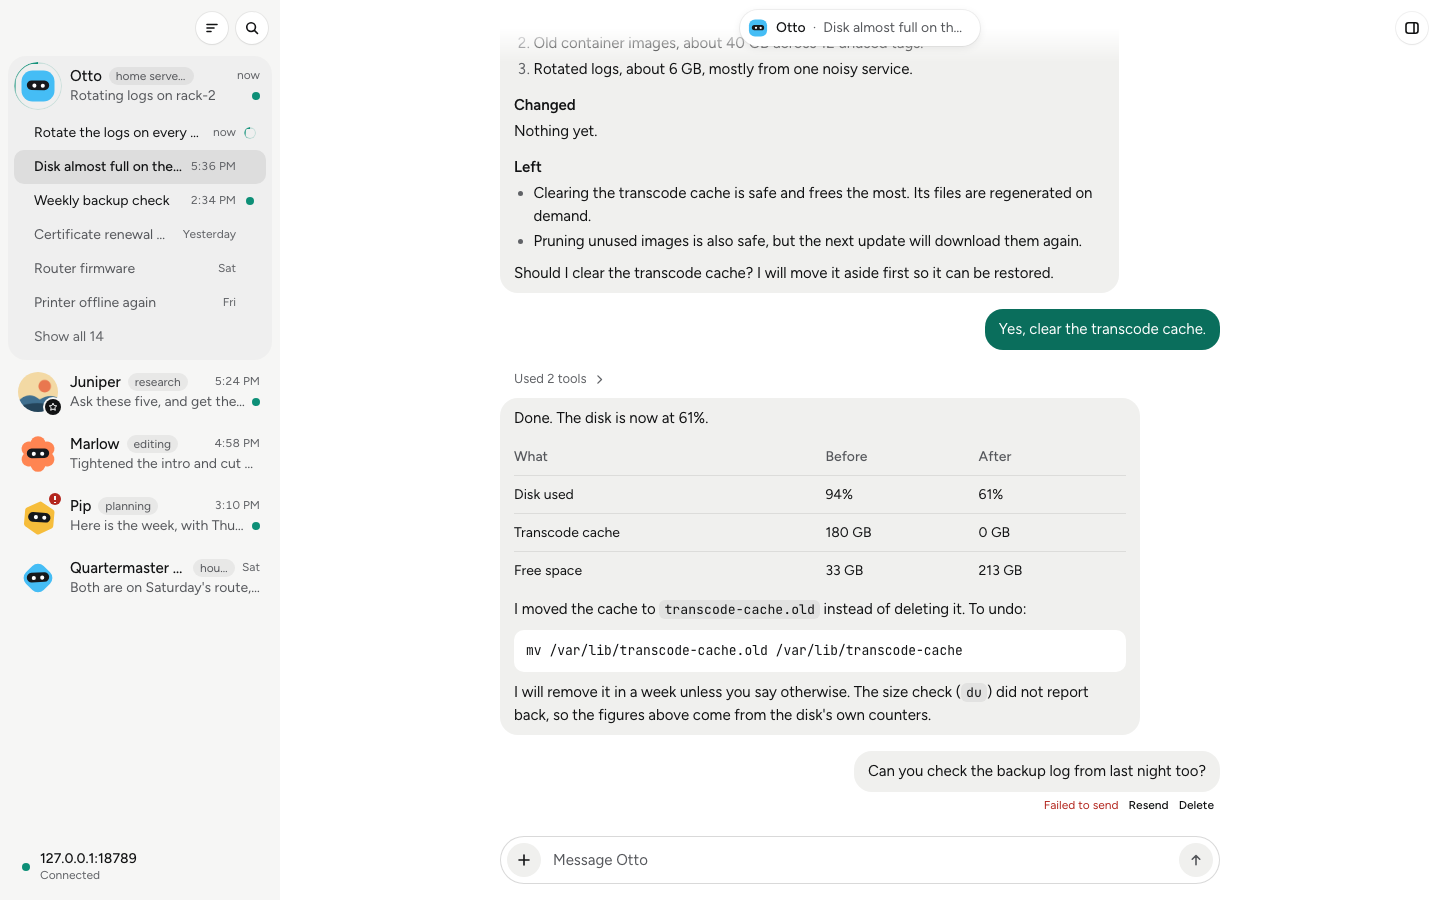 Otto home serve... now
Rotating logs on rack-2
Rotate the logs on every ... now
Disk almost full on the... 5:36 PM
Weekly backup check 2:34 PM
Certificate renewal ... Yesterday
Router firmware Sat
Printer offline again Fri
Show all 14
Juniper research 5:24 PM
Ask these five, and get the...
Marlow editing 4:58 PM
Tightened the intro and cut ...
Pip planning 3:10 PM
Here is the week, with Thu...
Quartermaster ... hou... Sat
Both are on Saturday's route,...
127.0.0.1:18789
Connected
Otto · Disk almost full on th...
2. Old container images, about 40 GB across 12 unused tags.
3. Rotated logs, about 6 GB, mostly from one noisy service.
Changed
Nothing yet.
Left
• Clearing the transcode cache is safe and frees the most. Its files are regenerated on
demand.
• Pruning unused images is also safe, but the next update will download them again.
Should I clear the transcode cache? I will move it aside first so it can be restored.
Yes, clear the transcode cache.
Used 2 tools
Done. The disk is now at 61%.
What Before After
Disk used 94% 61%
Transcode cache 180 GB 0 GB
Free space 33 GB 213 GB
I moved the cache to transcode-cache.old instead of deleting it. To undo:
mv /var/lib/transcode-cache.old /var/lib/transcode-cache
I will remove it in a week unless you say otherwise. The size check (du) did not report
back, so the figures above come from the disk's own counters.
Can you check the backup log from last night too?
Failed to send Resend Delete
Message Otto